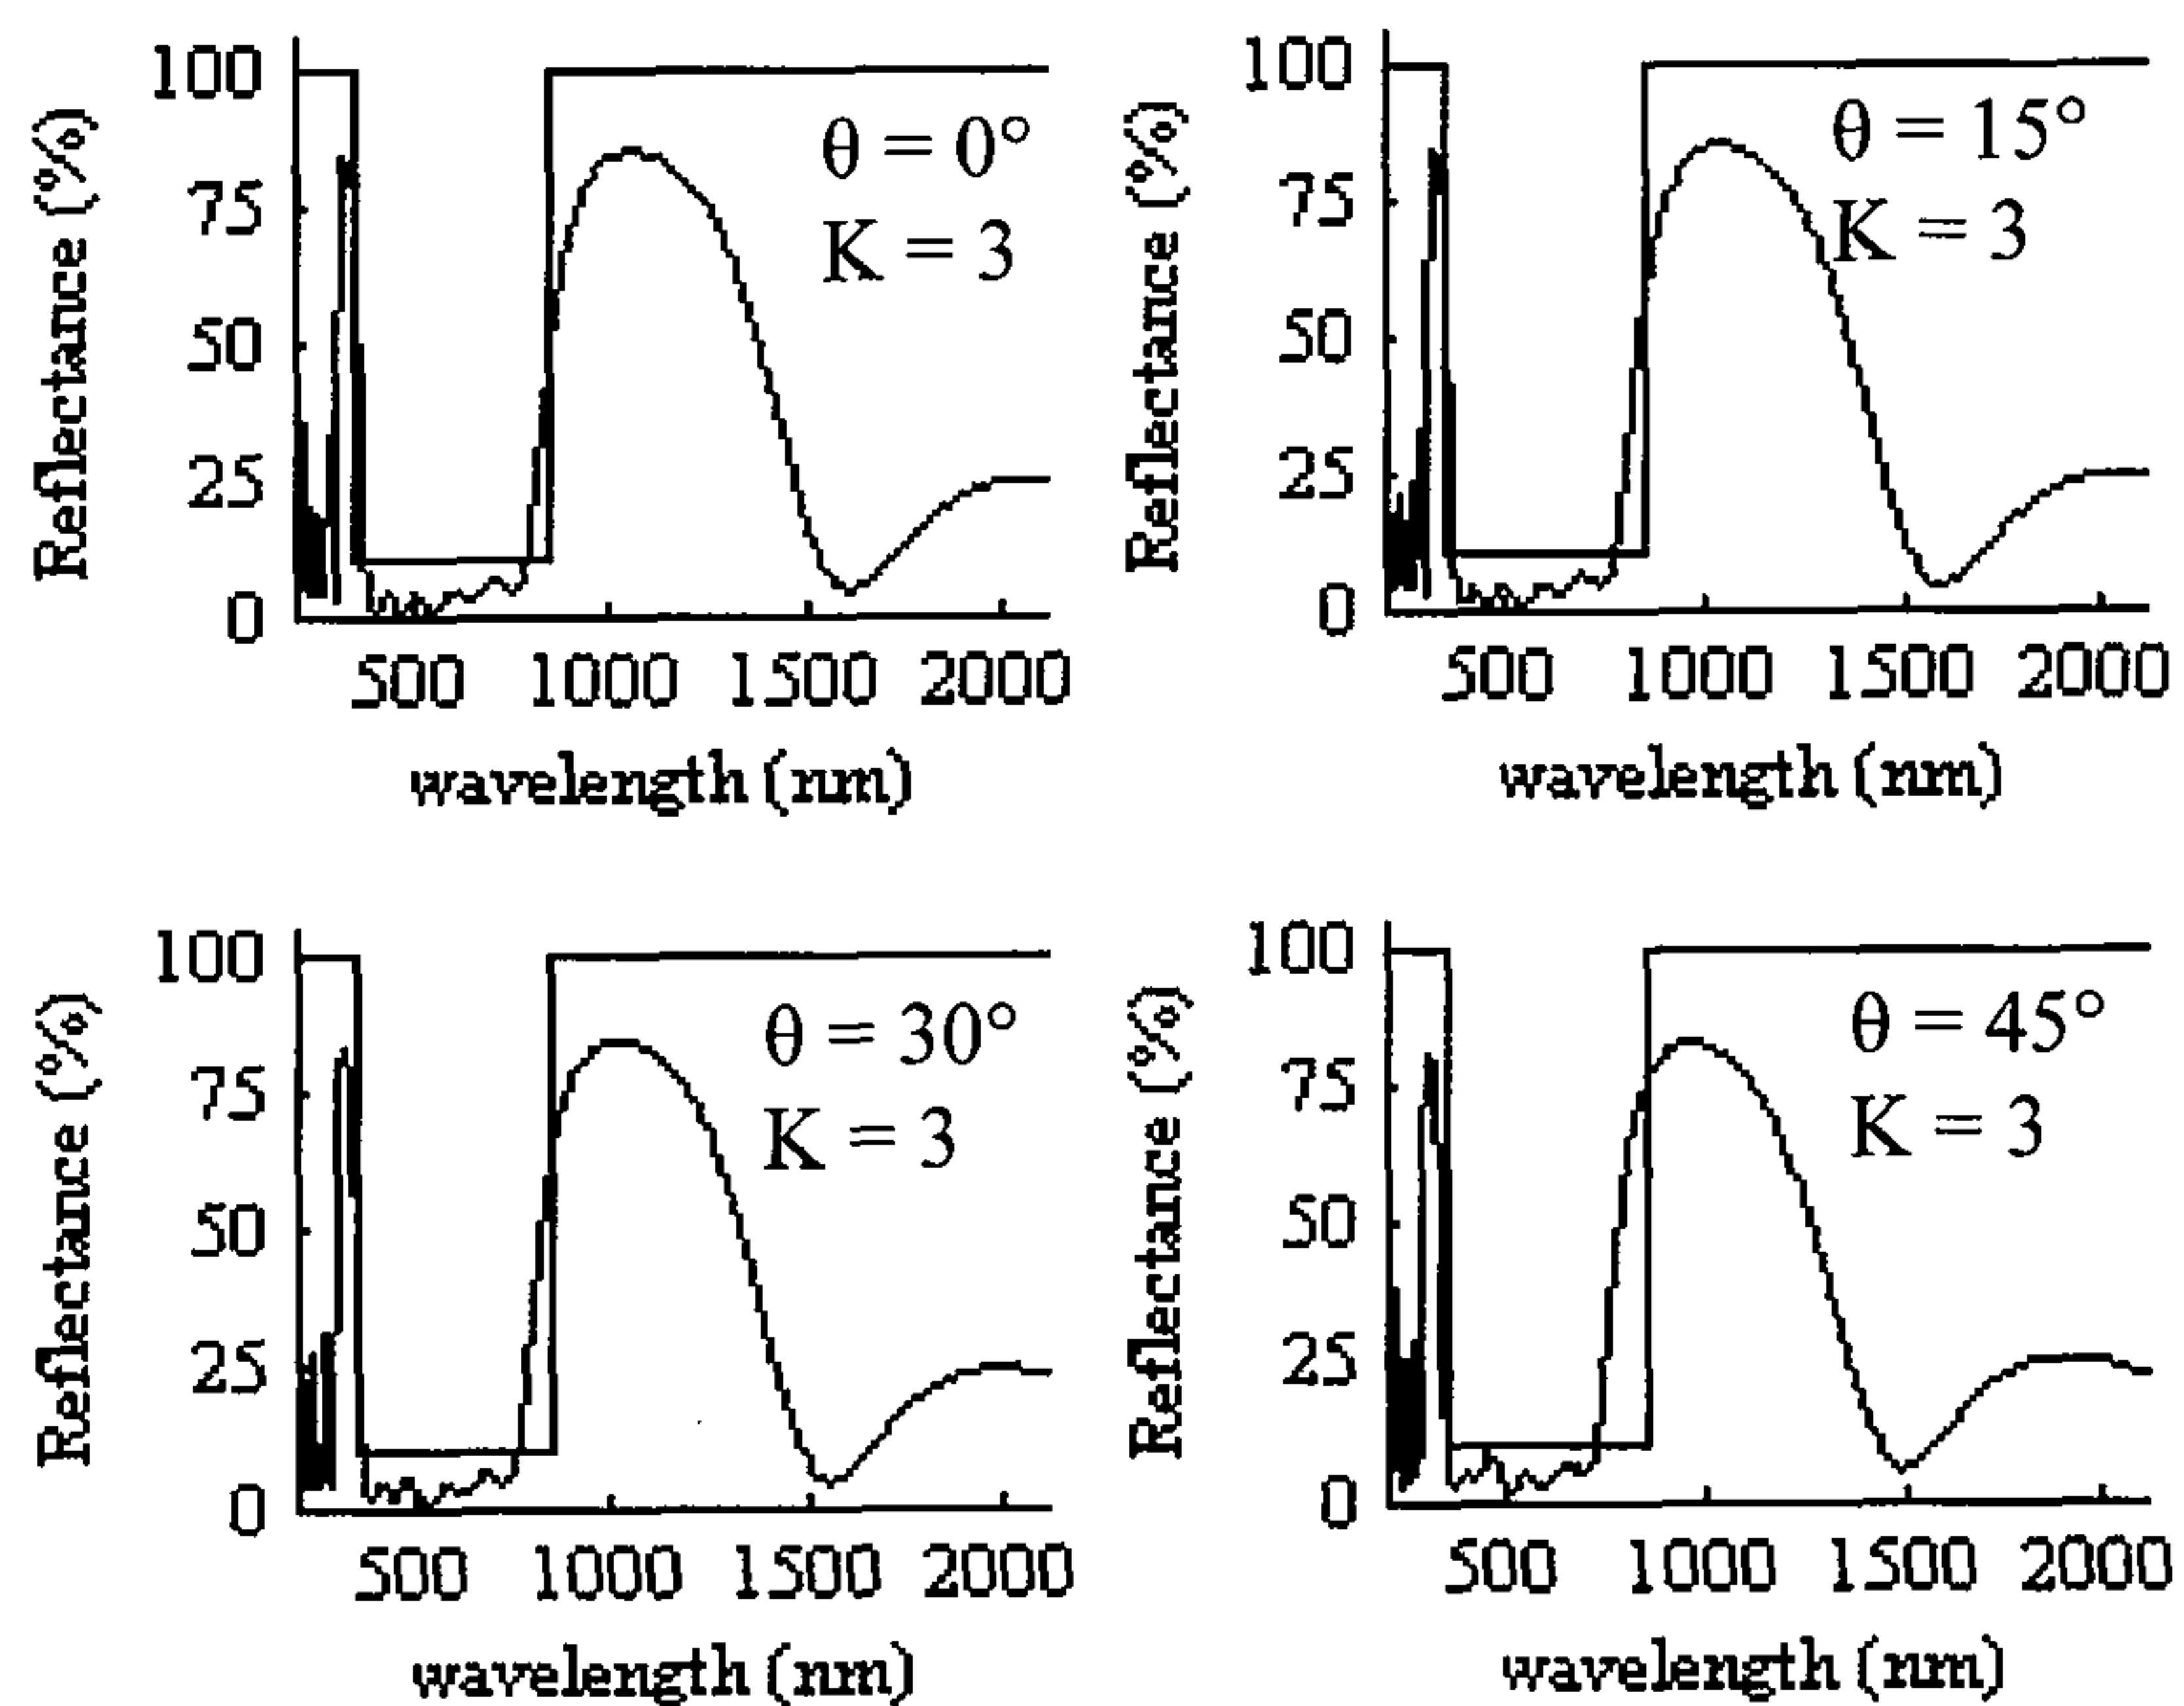 Reflectance (%)
100
75
50
25
0
θ = 0°
K = 3
500 1000 1500 2000
wavelength (nm)
Reflectance (%)
100
75
50
25
0
θ = 15°
K = 3
500 1000 1500 2000
wavelength (nm)
Reflectance (%)
100
75
50
25
0
θ = 30°
K = 3
500 1000 1500 2000
wavelength (nm)
Reflectance (%)
100
75
50
25
0
θ = 45°
K = 3
500 1000 1500 2000
wavelength (nm)